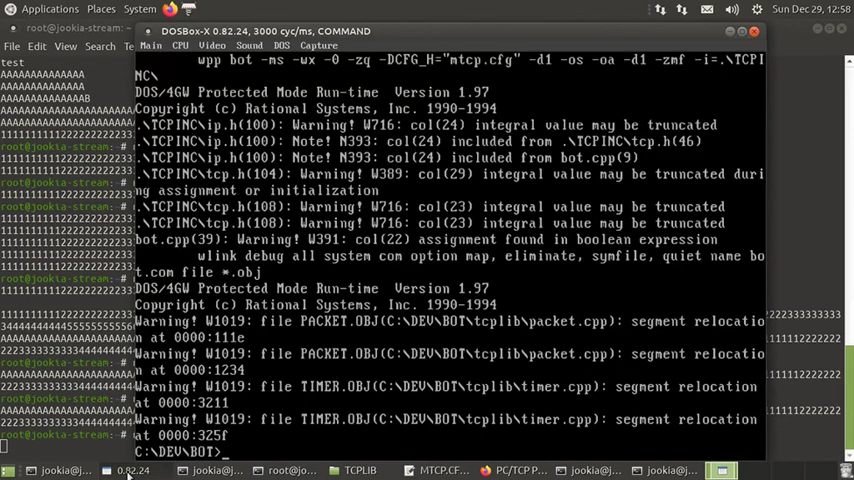 Applications Places System
Sun Dec 29, 12:58
root@jookia-stream:
DOSBox-X 0.82.24, 3000 cyc/ms, COMMAND
File Edit View Search
Main CPU Video Sound DOS Capture
test
AAAAAAAAAAAAAA
AAAAAAAAAAAAAA
AAAAAAAAAAAAAAB
root@jookia-stream:~#
wpp bot -ms -wx -0 -zq -DCFG_H="mtcp.cfg" -d1 -os -oa -d1 -zmf -i=.\TCPI
NC\
DOS/4GW Protected Mode Run-time Version 1.97
Copyright (c) Rational Systems, Inc. 1990-1994
.\TCPINC\ip.h(100): Warning! W716: col(24) integral value may be truncated
.\TCPINC\ip.h(100): Note! N393: col(24) included from .\TCPINC\tcp.h(46)
.\TCPINC\ip.h(100): Note! N393: col(24) included from bot.cpp(9)
.\TCPINC\tcp.h(104): Warning! W389: col(29) integral value may be truncated duri
ng assignment or initialization
.\TCPINC\tcp.h(108): Warning! W716: col(23) integral value may be truncated
.\TCPINC\tcp.h(108): Warning! W716: col(23) integral value may be truncated
bot.cpp(39): Warning! W391: col(22) assignment found in boolean expression
wlink debug all system com option map, eliminate, symfile, quiet name bo
t.com file *.obj
DOS/4GW Protected Mode Run-time Version 1.97
Copyright (c) Rational Systems, Inc. 1990-1994
Warning! W1019: file PACKET.OBJ(C:\DEV\BOT\tcplib\packet.cpp): segment relocatio
n at 0000:111e
Warning! W1019: file PACKET.OBJ(C:\DEV\BOT\tcplib\packet.cpp): segment relocatio
n at 0000:1234
Warning! W1019: file TIMER.OBJ(C:\DEV\BOT\tcplib\timer.cpp): segment relocation
at 0000:3211
Warning! W1019: file TIMER.OBJ(C:\DEV\BOT\tcplib\timer.cpp): segment relocation
at 0000:325f
C:\DEV\BOT>_
jookia@j... 0.82.24 jookia@j... root@jo... TCPLIB MTCP.CF... PC/TCP P... jookia@j... jookia@j...